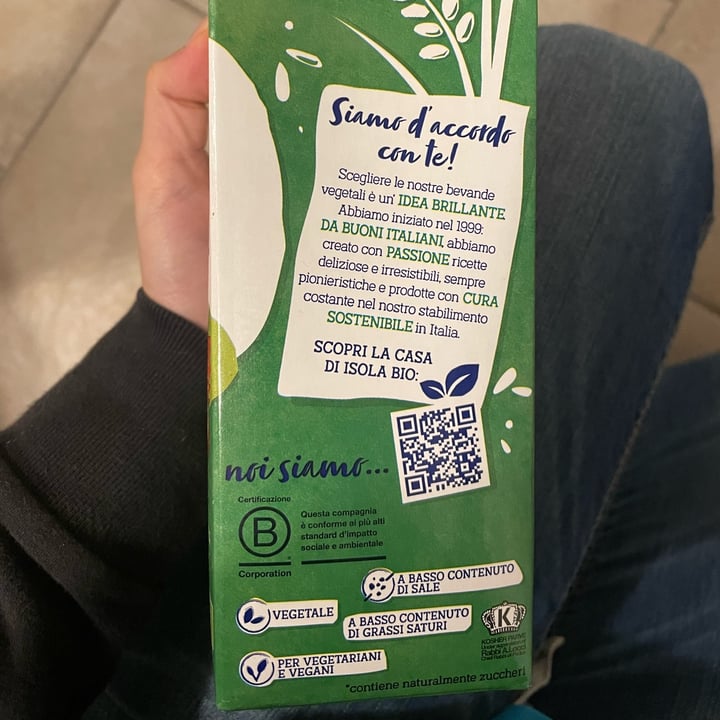 Siamo d'accordo
con te!
Scegliere le nostre bevande
vegetali è un' IDEA BRILLANTE.
Abbiamo iniziato nel 1999:
DA BUONI ITALIANI, abbiamo
creato con PASSIONE ricette
deliziose e irresistibili, sempre
pionieristiche e prodotte con CURA
costante nel nostro stabilimento
SOSTENIBILE in Italia.
SCOPRI LA CASA
DI ISOLA BIO:
noi siamo...
Certificazione
B
Corporation
Questa compagnia
è conforme ai più alti
standard d'impatto
sociale e ambientale
A BASSO CONTENUTO
DI SALE
VEGETALE
A BASSO CONTENUTO
DI GRASSI SATURI
K
KOSHER PARVE
Rabbi
PER VEGETARIANI
E VEGANI
*contiene naturalmente zuccheri